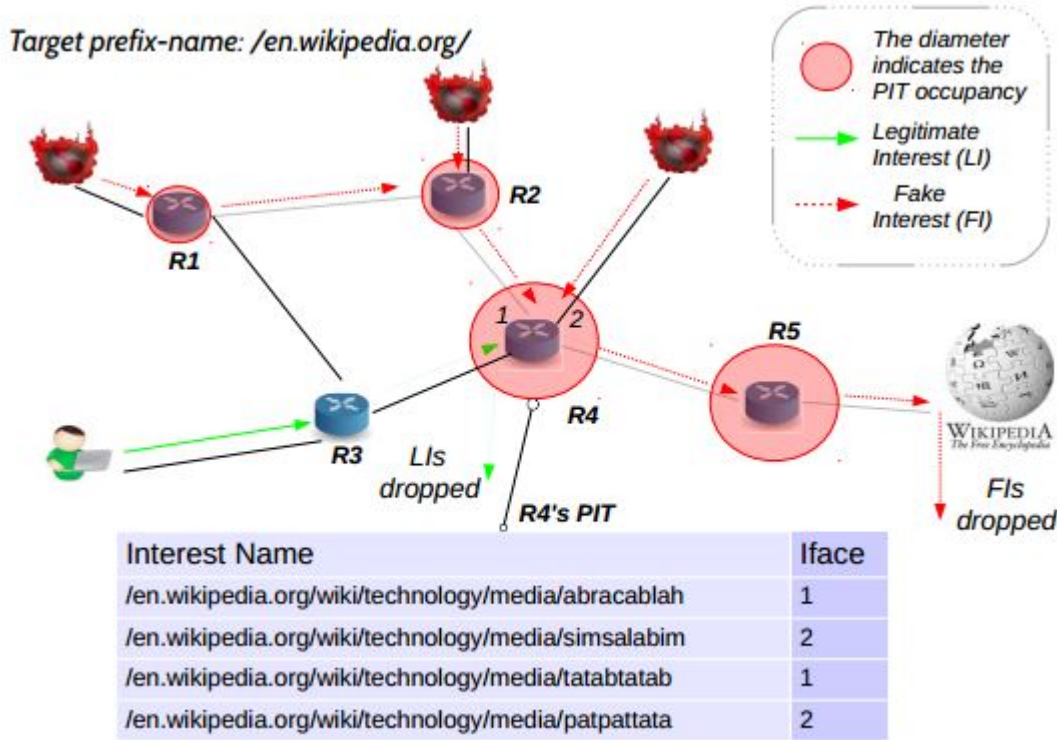 Target prefix-name: /en.wikipedia.org/
The diameter
indicates the
PIT occupancy
Legitimate
Interest (LI)
Fake
Interest (FI)
R2
R1
1
2
R5
R4
R3
LIs
dropped
WIKIPEDIA
The Free Encyclopedia
FIs
dropped
R4's PIT
Interest Name Iface
/en.wikipedia.org/wiki/technology/media/abracablah 1
/en.wikipedia.org/wiki/technology/media/simsalabim 2
/en.wikipedia.org/wiki/technology/media/tatabtatab 1
/en.wikipedia.org/wiki/technology/media/patpattata 2